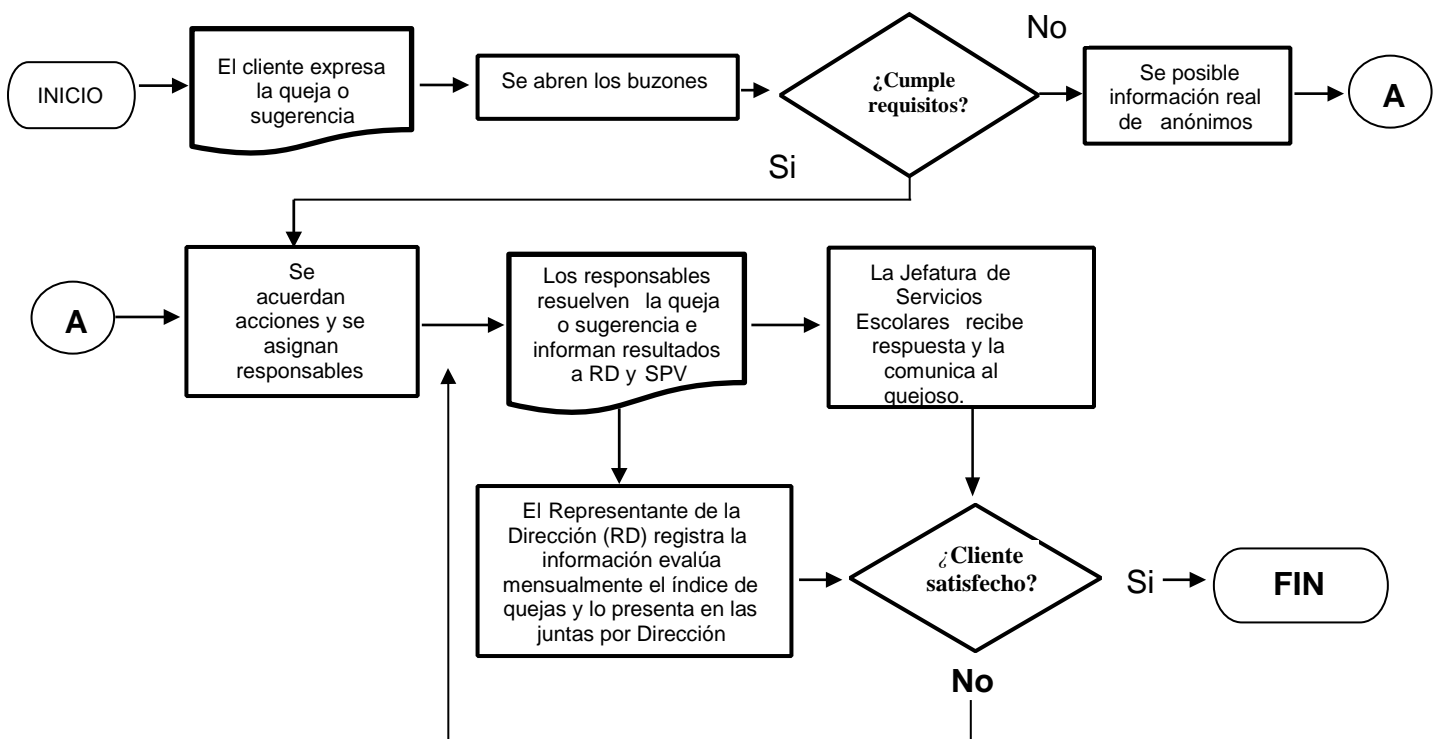 INICIO
El cliente expresa
la queja o
sugerencia
Se abren los buzones
¿Cumple
requisitos?
No
Se posible
información real
de anónimos
A
Si
A
Se
acuerdan
acciones y se
asignan
responsables
Los responsables
resuelven la queja
o sugerencia e
informan resultados
a RD y SPV
La Jefatura de
Servicios
Escolares recibe
respuesta y la
comunica al
quejoso.
El Representante de la
Dirección (RD) registra la
información evalúa
mensualmente el índice de
quejas y lo presenta en las
juntas por Dirección
¿Cliente
satisfecho?
Si
FIN
No